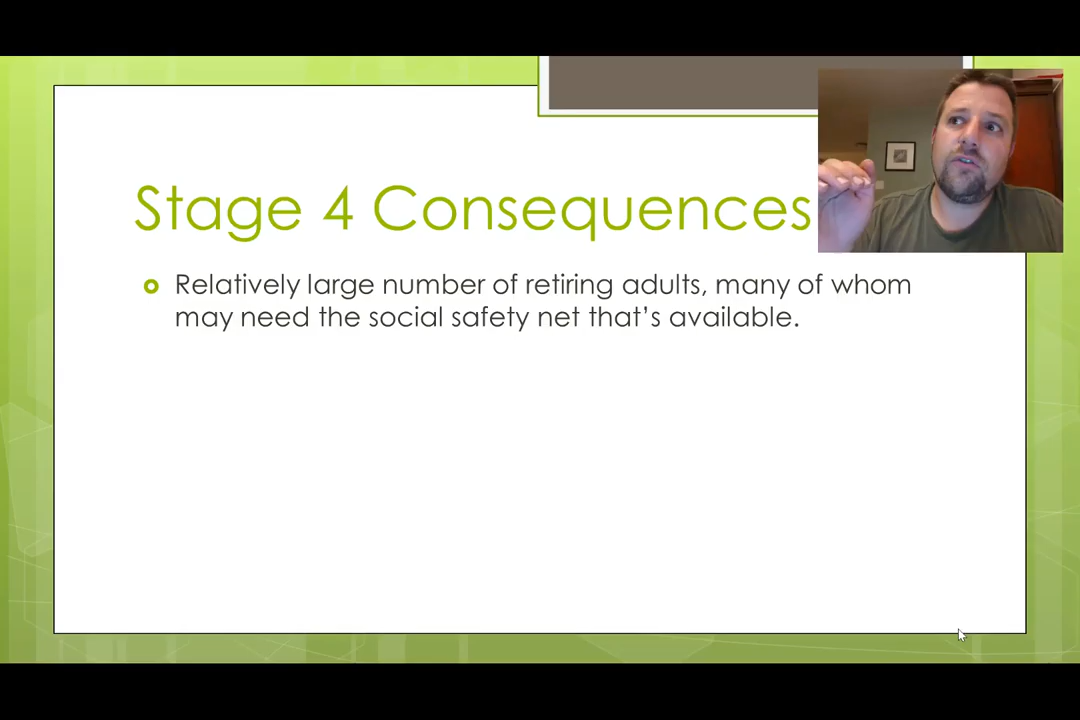 Stage 4 Consequences
Relatively large number of retiring adults, many of whom
may need the social safety net that’s available.